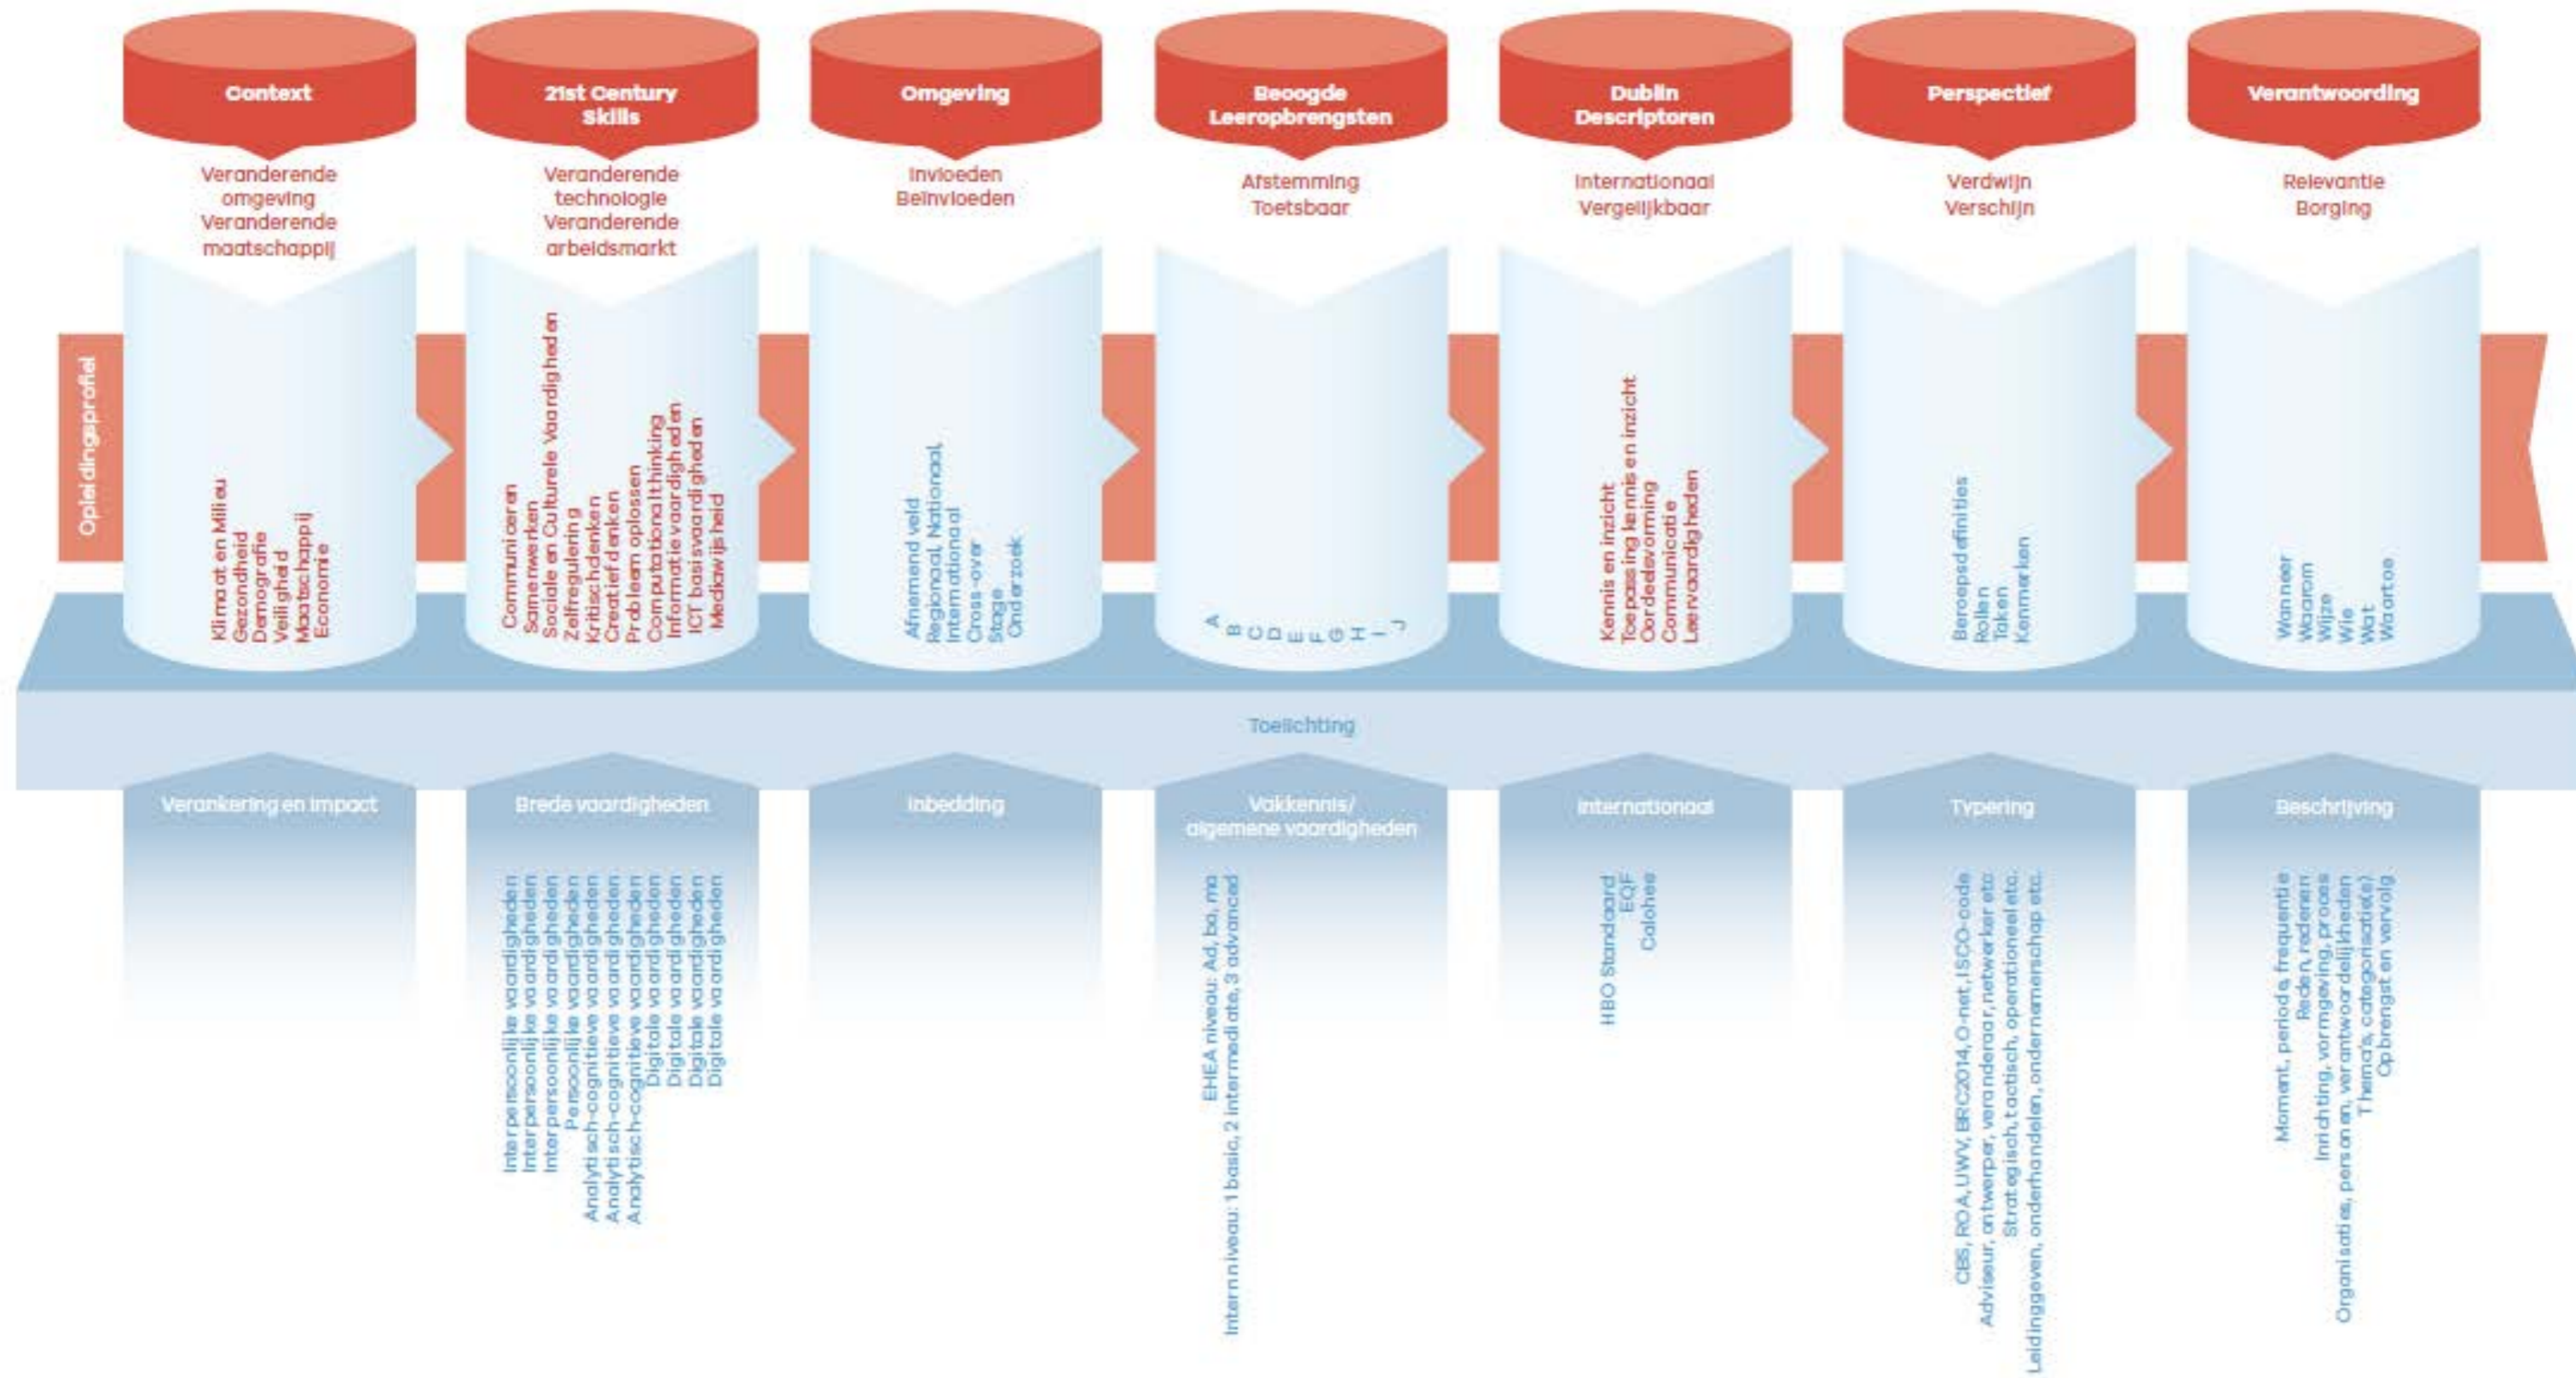 Context
21st Century
Skills
Omgeving
Beoogde
Leeropbrengsten
Dublin
Descriptoren
Perspectief
Verantwoording
Veranderende
omgeving
Veranderende
maatschappij
Veranderende
technologie
Veranderende
arbeidsmarkt
Invloeden
Beïnvloeden
Afstemming
Toetsbaar
Internationaal
Vergelijkbaar
Verdwijn
Verschijn
Relevantie
Borging
Opleidingsprofiel
Klimaat en Milieu
Gezondheid
Demografie
Veiligheid
Maatschappij
Economie
Communiceren
Samenwerken
Sociale en Culturele Vaardigheden
Zelfregulering
Kritisch denken
Creatief denken
Probleem oplossen
Computational thinking
Informatievaardigheden
ICT basisvaardigheden
Mediawijsheid
Afnemend veld
Regionaal, Nationaal,
Internationaal
Cross-over
Stage
Onderzoek
A
B
C
D
E
F
G
H
I
J
Kennis en inzicht
Toepassing kennis en inzicht
Oordeelsvorming
Communicatie
Leervaardigheden
Beroepsdefinities
Rollen
Taken
Kenmerken
Wanneer
Waarom
Wijze
Wie
Wat
Waartoe
Toelichting
Verankering en impact
Brede vaardigheden
Inbedding
Vakkennis/
algemene vaardigheden
Internationaal
Typering
Beschrijving
Interpersoonlijke vaardigheden
Interpersoonlijke vaardigheden
Interpersoonlijke vaardigheden
Persoonlijke vaardigheden
Analytisch-cognitieve vaardigheden
Analytisch-cognitieve vaardigheden
Analytisch-cognitieve vaardigheden
Digitale vaardigheden
Digitale vaardigheden
Digitale vaardigheden
Digitale vaardigheden
EHEA niveau: Ad, ba, ma
Intern niveau: 1 basic, 2 intermediate, 3 advanced
HBO Standaard
EQF
Calohee
CBS, ROA, UWV, BRC2014, O-net, ISCO-code
Adviseur, ontwerper, veranderaar, netwerker etc
Strategisch, tactisch, operationeel etc.
Leidinggeven, onderhandelen, ondernemerschap etc.
Moment, periode, frequentie
Reden, redenen
Inrichting, vormgeving, proces
Organisaties, personen, verantwoordelijkheden
Thema's, categorisatie(s)
Opbrengst en vervolg